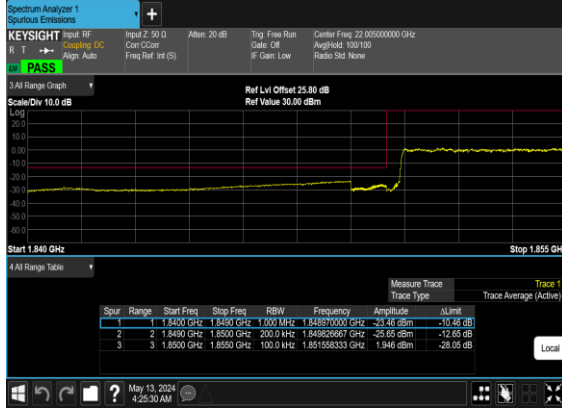 Spectrum Analyzer 1
Spurious Emissions
+
KEYSIGHT Input: RF Input Z: 50 Ω Atten: 20 dB Trig: Free Run Center Freq: 22.005000000 GHz
R T Coupling: DC Corr CCorr Gate: Off Avg|Hold: 100/100
Align: Auto Freq Ref: Int (S) IF Gain: Low Radio Std: None
PASS
3 All Range Graph Ref Lvl Offset 25.80 dB
Scale/Div 10.0 dB Ref Value 30.00 dBm
Log
20.0
10.0
0.00
-10.0
-20.0
-30.0
-40.0
-50.0
-60.0
Start 1.840 GHz Stop 1.855 GH
4 All Range Table
Measure Trace Trace 1
Trace Type Trace Average (Active)
Spur Range Start Freq Stop Freq RBW Frequency Amplitude ΔLimit
1 1 1.8400 GHz 1.8490 GHz 1.000 MHz 1.848970000 GHz -23.46 dBm -10.46 dB
2 2 1.8490 GHz 1.8500 GHz 200.0 kHz 1.849826667 GHz -25.65 dBm -12.65 dB
3 3 1.8500 GHz 1.8550 GHz 100.0 kHz 1.851558333 GHz 1.946 dBm -28.05 dB
Local
? May 13, 2024
4:25:30 AM